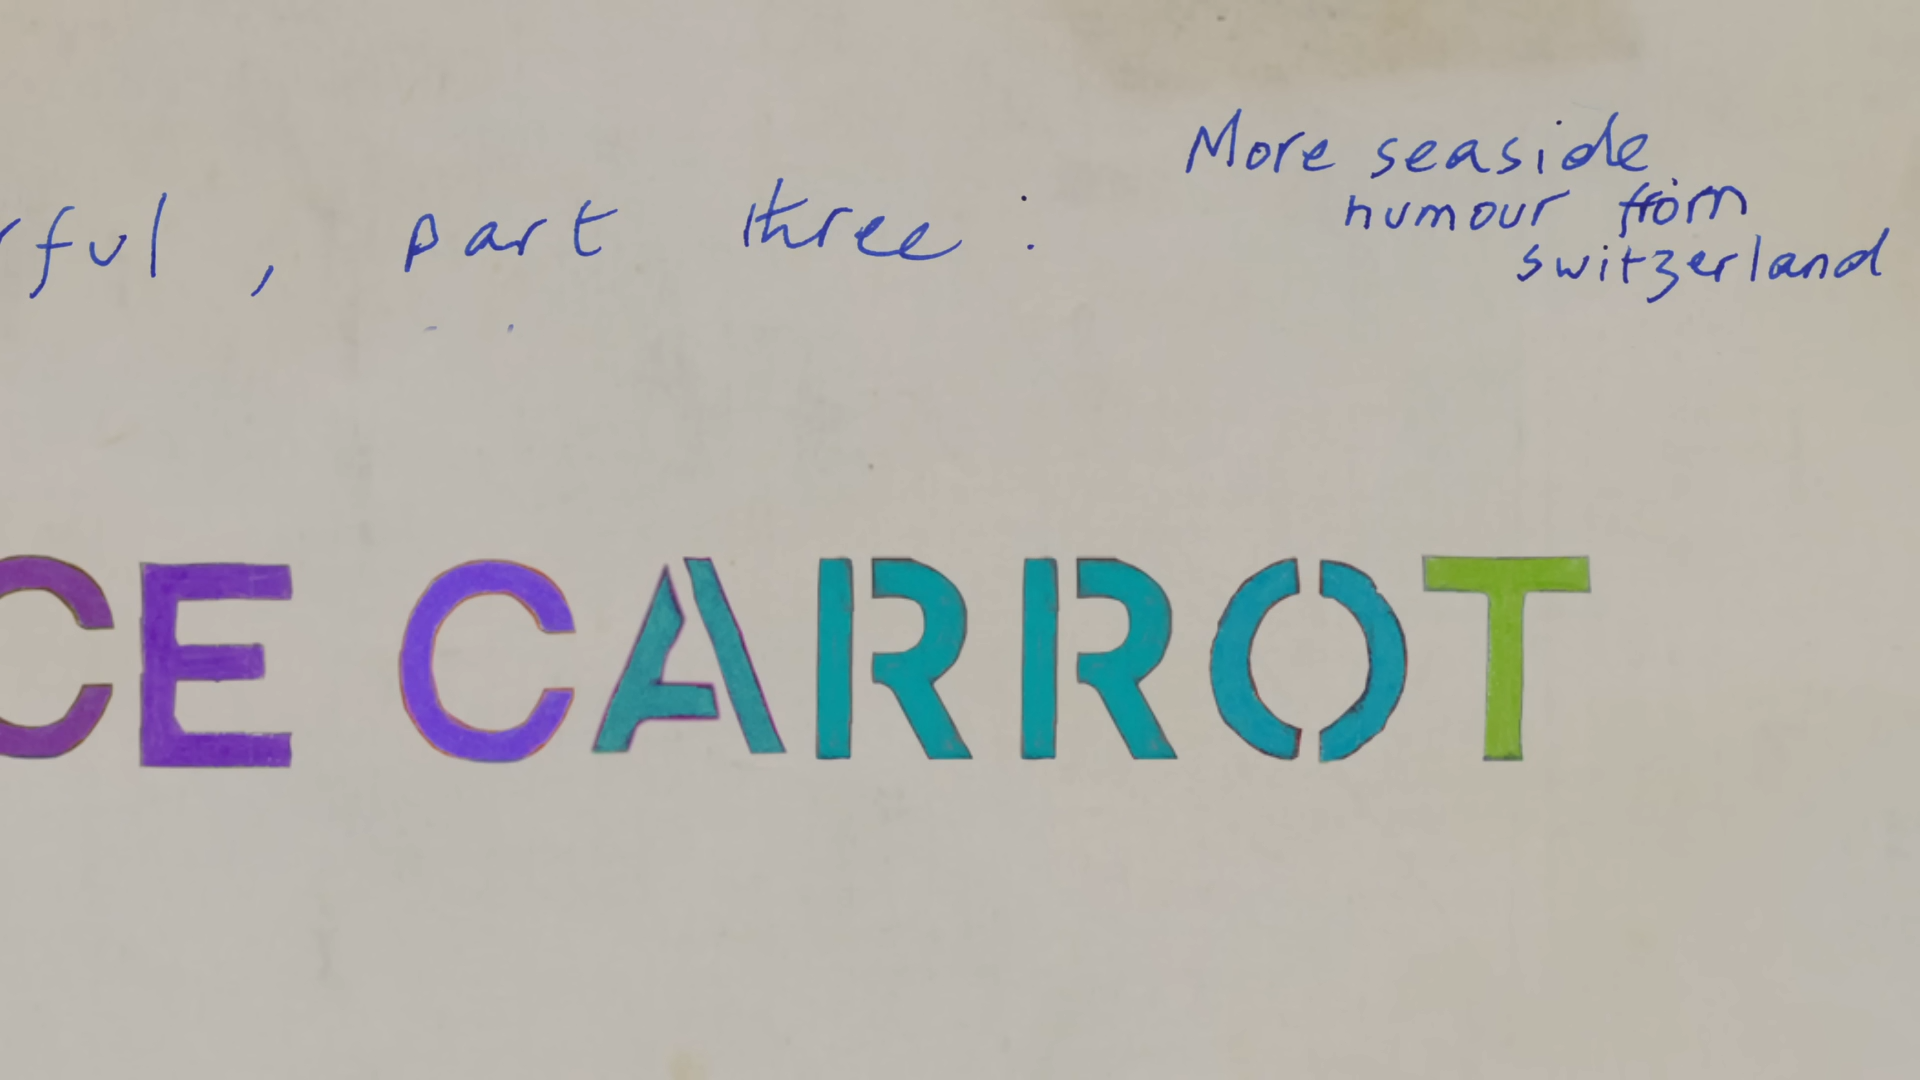 rful, part three:
More seaside
humour from
switzerland
CE CARROT